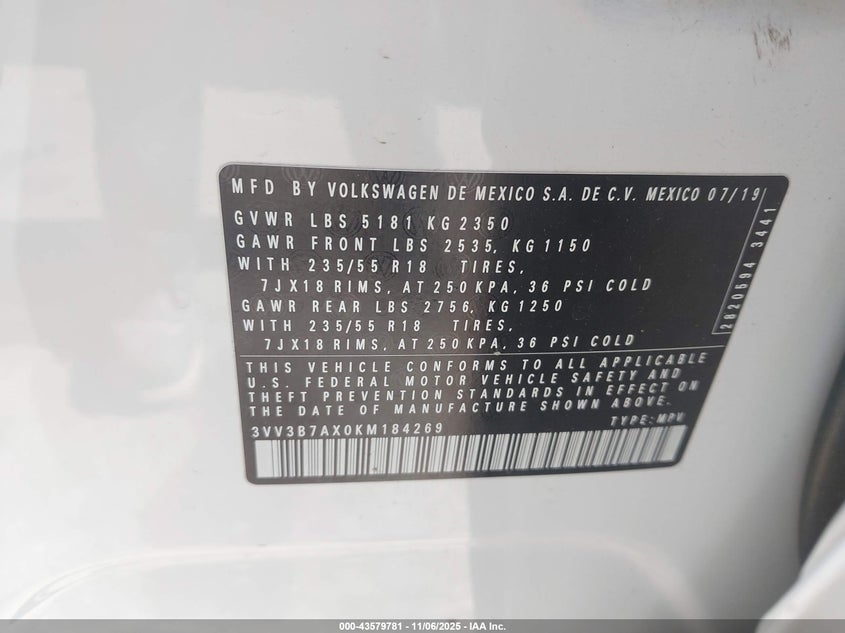 MFD BY VOLKSWAGEN DE MEXICO S.A. DE C.V. MEXICO 07/19
GVWR LBS 5181 KG 2350
GAWR FRONT LBS 2535, KG 1150
WITH 235/55 R18 TIRES,
7JX18 RIMS, AT 250 KPA, 36 PSI COLD
GAWR REAR LBS 2756, KG 1250
WITH 235/55 R18 TIRES,
7JX18 RIMS, AT 250 KPA, 36 PSI COLD
2820594 3441
THIS VEHICLE CONFORMS TO ALL APPLICABLE
U.S. FEDERAL MOTOR VEHICLE SAFETY AND
THEFT PREVENTION STANDARDS IN EFFECT ON
THE DATE OF MANUFACTURE SHOWN ABOVE.
3VV3B7AX0KM184269 TYPE: MPV
000-43579781 - 11/06/2025 - IAA Inc.